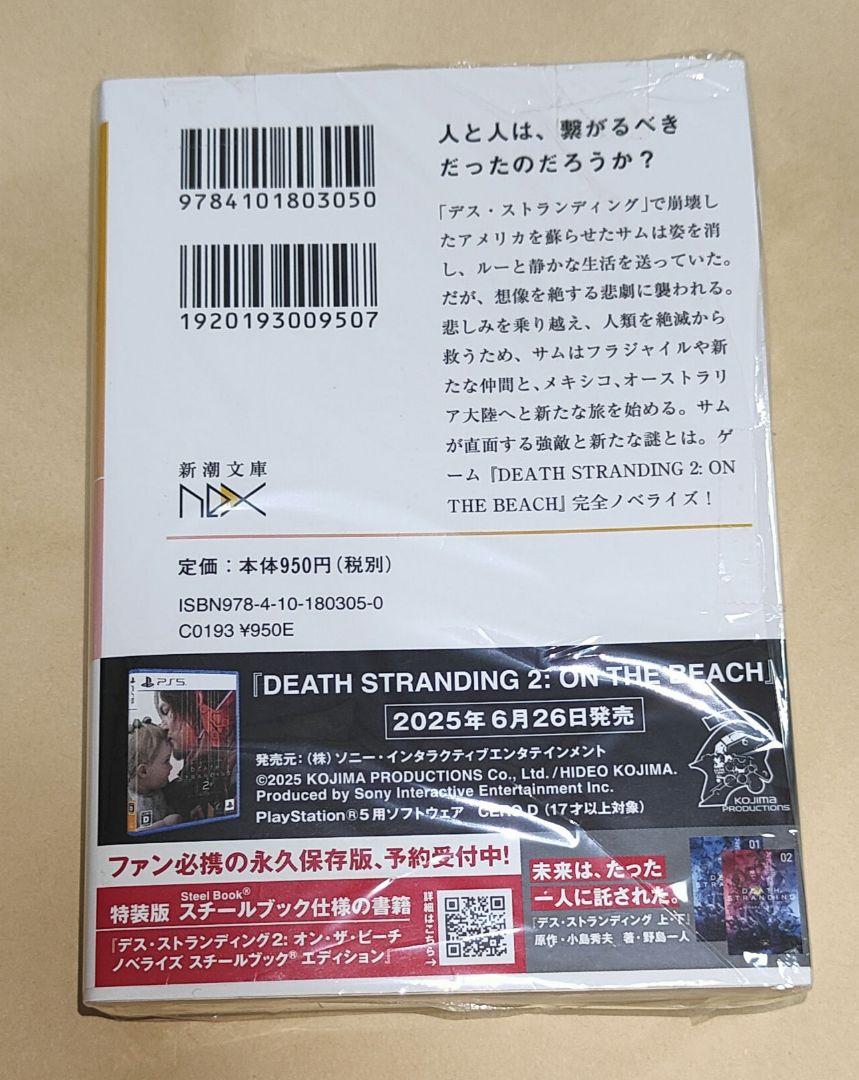 9784101803050
1920193009507
新潮文庫
nex
人と人は、繋がるべき
だったのだろうか？
「デス・ストランディング」で崩壊し
たアメリカを蘇らせたサムは姿を消
し、ルーと静かな生活を送っていた。
だが、想像を絶する悲劇に襲われる。
悲しみを乗り越え、人類を絶滅から
救うため、サムはフラジャイルや新
たな仲間と、メキシコ、オーストラリ
ア大陸へと新たな旅を始める。サム
が直面する強敵と新たな謎とは。ゲ
ーム『DEATH STRANDING 2: ON
THE BEACH』完全ノベライズ！
定価：本体950円（税別）
ISBN978-4-10-180305-0
C0193 ¥950E
PS5
『DEATH STRANDING 2: ON THE BEACH』
2025年6月26日発売
発売元：（株）ソニー・インタラクティブエンタテインメント
©2025 KOJIMA PRODUCTIONS Co., Ltd. / HIDEO KOJIMA.
Produced by Sony Interactive Entertainment Inc.
PlayStation®5用ソフトウェア CERO D（17才以上対象）
KOJIMA
PRODUCTIONS
ファン必携の永久保存版、予約受付中！
Steel Book®
特装版 スチールブック仕様の書籍
『デス・ストランディング2: オン・ザ・ビーチ
ノベライズ スチールブック® エディション』
詳細はこちら→
未来は、たった
一人に託された。
『デス・ストランディング 上・下』
原作・小島秀夫 著・野島一人
01
02
DEATH
STRANDING